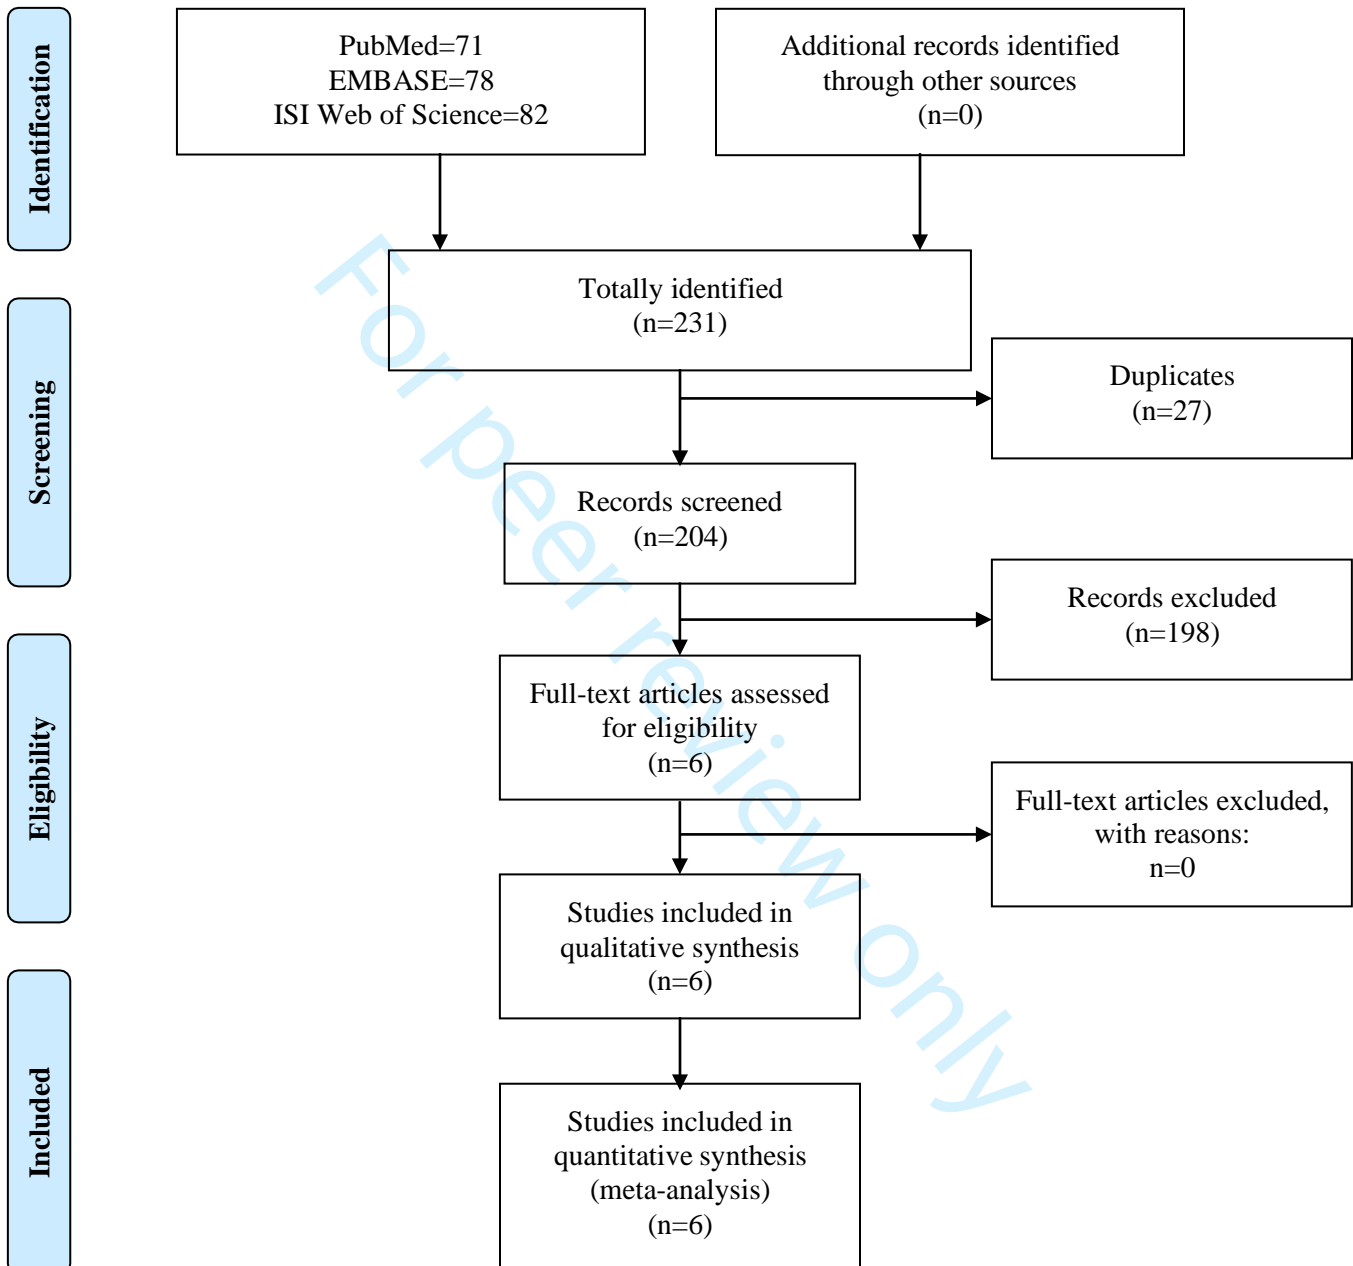 Identification
PubMed=71
EMBASE=78
ISI Web of Science=82
Additional records identified
through other sources
(n=0)
Totally identified
(n=231)
Screening
Duplicates
(n=27)
Records screened
(n=204)
Records excluded
(n=198)
Eligibility
Full-text articles assessed
for eligibility
(n=6)
Full-text articles excluded,
with reasons:
n=0
Studies included in
qualitative synthesis
(n=6)
Included
Studies included in
quantitative synthesis
(meta-analysis)
(n=6)
For peer review only